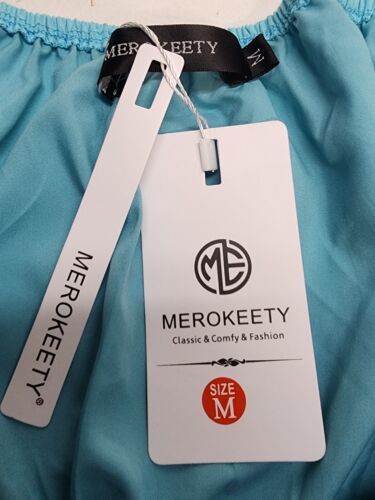 MEROKEETY
M
MEROKEETY®
ME
MEROKEETY
Classic & Comfy & Fashion
SIZE
M